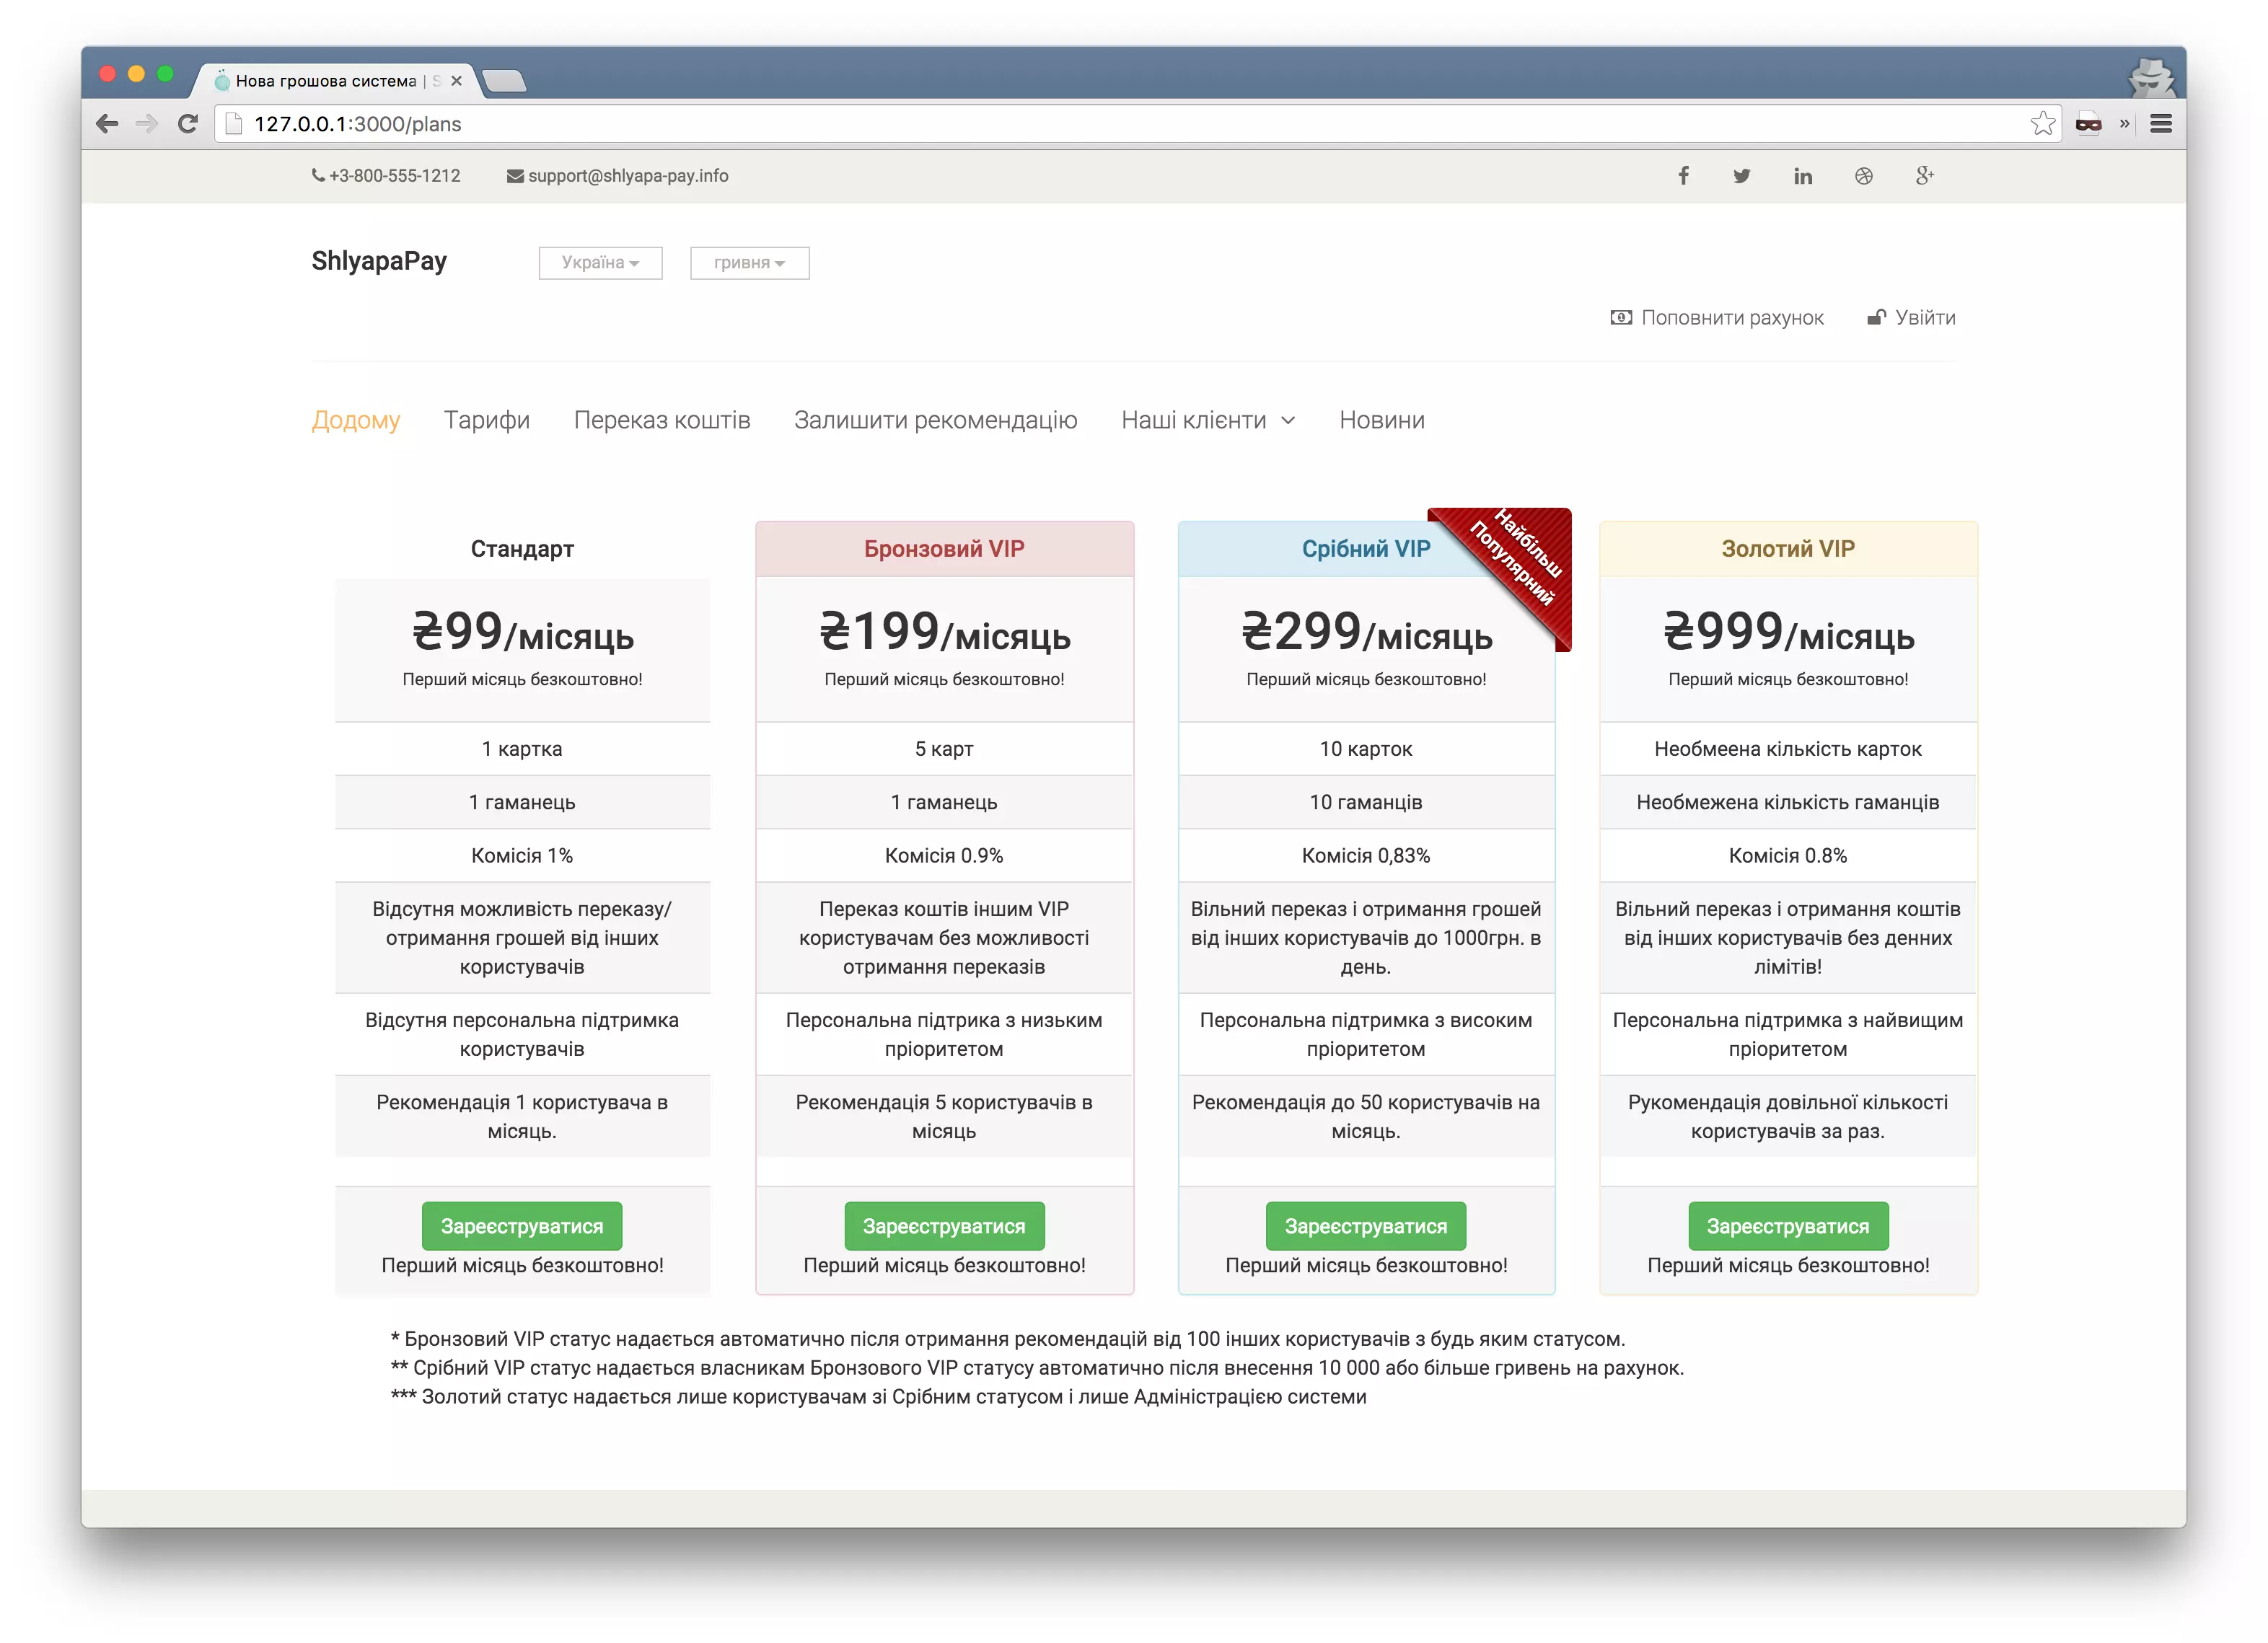 Нова грошова система | S
127.0.0.1:3000/plans
+3-800-555-1212 support@shlyapa-pay.info
ShlyapaPay Україна гривня
Поповнити рахунок Увійти
Додому Тарифи Переказ коштів Залишити рекомендацію Наші клієнти Новини
Стандарт
₴99/місяць
Перший місяць безкоштовно!
1 картка
1 гаманець
Комісія 1%
Відсутня можливість переказу/
отримання грошей від інших
користувачів
Відсутня персональна підтримка
користувачів
Рекомендація 1 користувача в
місяць.
Зареєструватися
Перший місяць безкоштовно!
Бронзовий VIP
₴199/місяць
Перший місяць безкоштовно!
5 карт
1 гаманець
Комісія 0.9%
Переказ коштів іншим VIP
користувачам без можливості
отримання переказів
Персональна підтрика з низьким
пріоритетом
Рекомендація 5 користувачів в
місяць
Зареєструватися
Перший місяць безкоштовно!
Срібний VIP
Найбільш
Популярний
₴299/місяць
Перший місяць безкоштовно!
10 карток
10 гаманців
Комісія 0,83%
Вільний переказ і отримання грошей
від інших користувачів до 1000грн. в
день.
Персональна підтримка з високим
пріоритетом
Рекомендація до 50 користувачів на
місяць.
Зареєструватися
Перший місяць безкоштовно!
Золотий VIP
₴999/місяць
Перший місяць безкоштовно!
Необмеена кількість карток
Необмежена кількість гаманців
Комісія 0.8%
Вільний переказ і отримання коштів
від інших користувачів без денних
лімітів!
Персональна підтримка з найвищим
пріоритетом
Рукомендація довільної кількості
користувачів за раз.
Зареєструватися
Перший місяць безкоштовно!
* Бронзовий VIP статус надається автоматично після отримання рекомендацій від 100 інших користувачів з будь яким статусом.
** Срібний VIP статус надається власникам Бронзового VIP статусу автоматично після внесення 10 000 або більше гривень на рахунок.
*** Золотий статус надається лише користувачам зі Срібним статусом і лише Адміністрацією системи